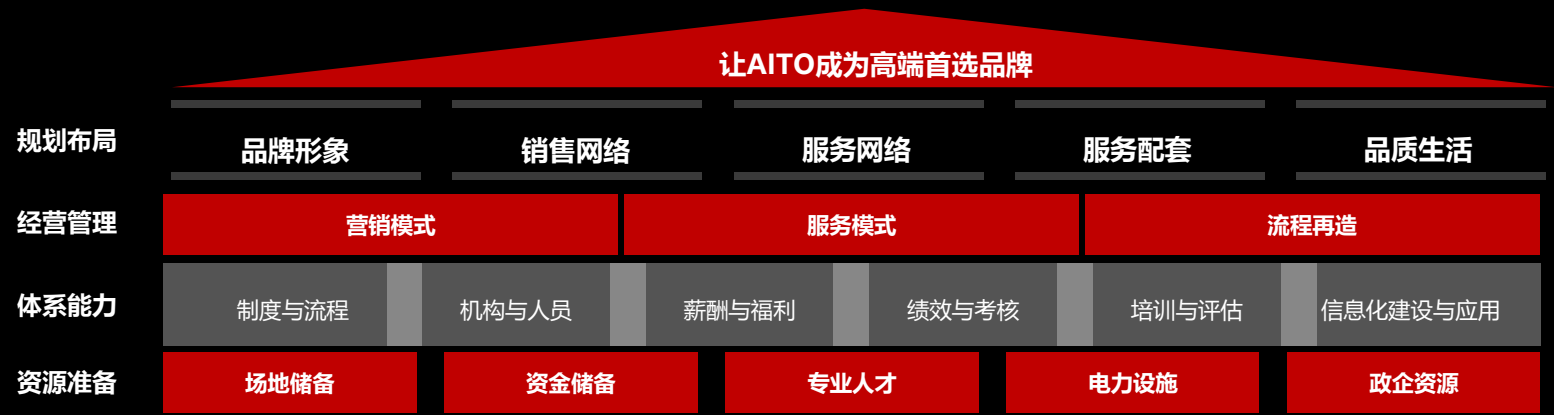 让AITO成为高端首选品牌
规划布局 品牌形象 销售网络 服务网络 服务配套 品质生活
经营管理 营销模式 服务模式 流程再造
体系能力 制度与流程 机构与人员 薪酬与福利 绩效与考核 培训与评估 信息化建设与应用
资源准备 场地储备 资金储备 专业人才 电力设施 政企资源